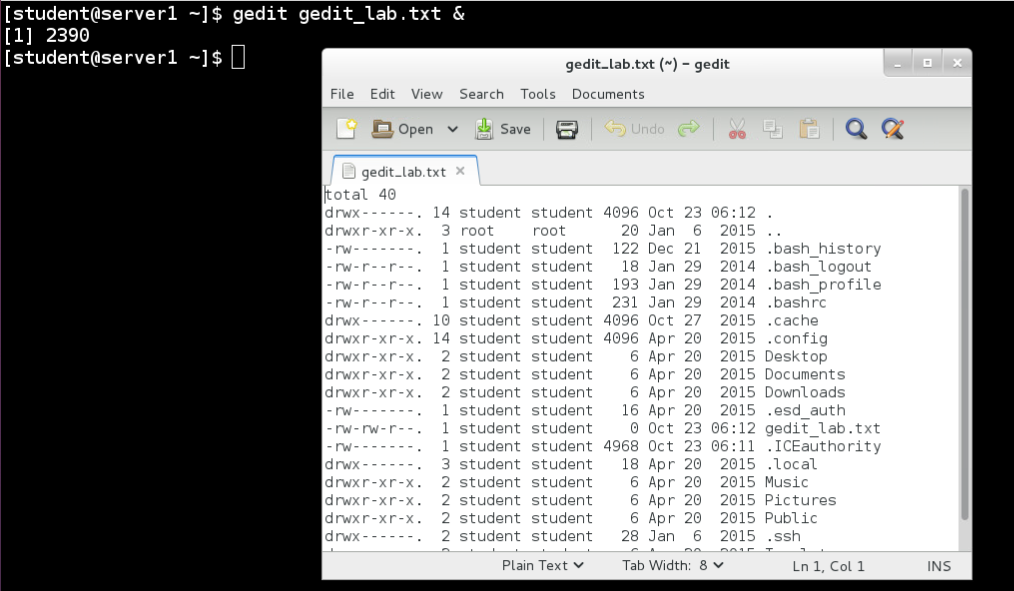 [student@server1 ~]$ gedit gedit_lab.txt &
[1] 2390
[student@server1 ~]$
gedit_lab.txt (~) – gedit
File Edit View Search Tools Documents
Open Save Undo
gedit_lab.txt
total 40
drwx------. 14 student student 4096 Oct 23 06:12 .
drwxr-xr-x.  3 root    root      20 Jan  6  2015 ..
-rw-------.  1 student student  122 Dec 21  2015 .bash_history
-rw-r--r--.  1 student student   18 Jan 29  2014 .bash_logout
-rw-r--r--.  1 student student  193 Jan 29  2014 .bash_profile
-rw-r--r--.  1 student student  231 Jan 29  2014 .bashrc
drwx------. 10 student student 4096 Oct 27  2015 .cache
drwxr-xr-x. 14 student student 4096 Apr 20  2015 .config
drwxr-xr-x.  2 student student    6 Apr 20  2015 Desktop
drwxr-xr-x.  2 student student    6 Apr 20  2015 Documents
drwxr-xr-x.  2 student student    6 Apr 20  2015 Downloads
-rw-------.  1 student student   16 Apr 20  2015 .esd_auth
-rw-rw-r--.  1 student student    0 Oct 23 06:12 gedit_lab.txt
-rw-------.  1 student student 4968 Oct 23 06:11 .ICEauthority
drwx------.  3 student student   18 Apr 20  2015 .local
drwxr-xr-x.  2 student student    6 Apr 20  2015 Music
drwxr-xr-x.  2 student student    6 Apr 20  2015 Pictures
drwxr-xr-x.  2 student student    6 Apr 20  2015 Public
drwx------.  2 student student   28 Jan  6  2015 .ssh
Plain Text Tab Width: 8 Ln 1, Col 1 INS